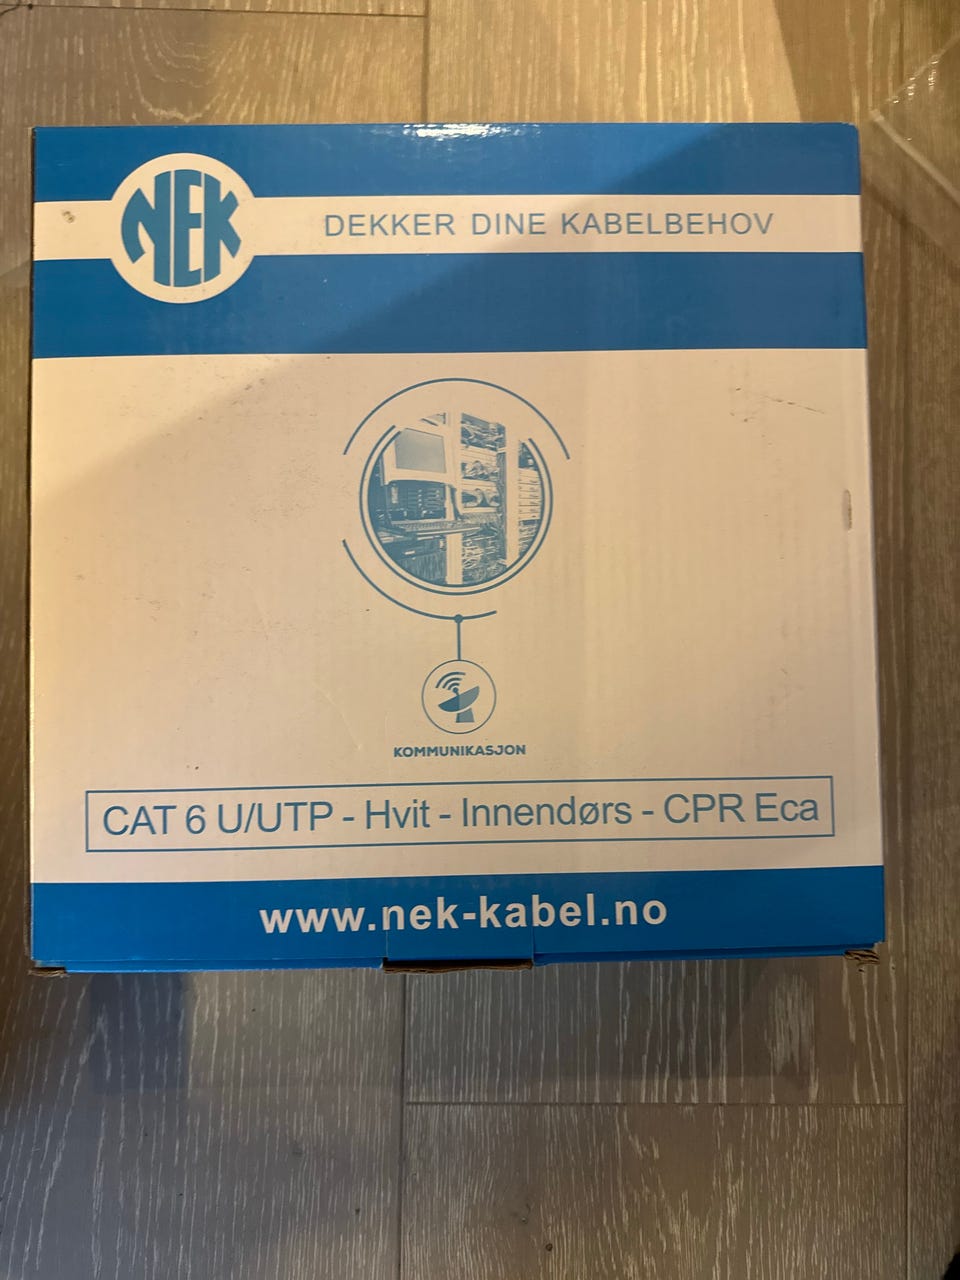 NEK
DEKKER DINE KABELBEHOV
KOMMUNIKASJON
CAT 6 U/UTP - Hvit - Innendørs - CPR Eca
www.nek-kabel.no